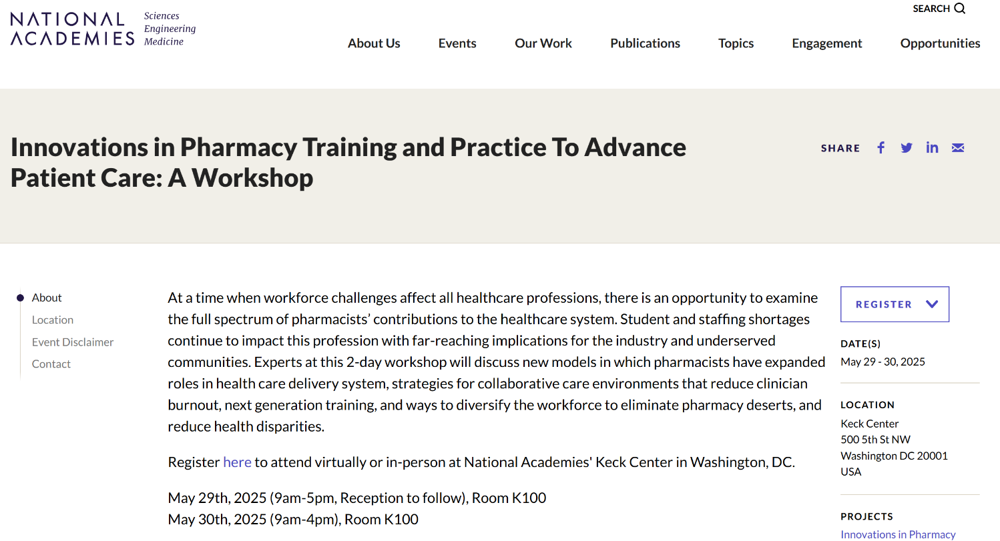 NATIONAL
ACADEMIES
Sciences
Engineering
Medicine
SEARCH
About Us
Events
Our Work
Publications
Topics
Engagement
Opportunities
Innovations in Pharmacy Training and Practice To Advance
Patient Care: A Workshop
SHARE
About
Location
Event Disclaimer
Contact
At a time when workforce challenges affect all healthcare professions, there is an opportunity to examine
the full spectrum of pharmacists’ contributions to the healthcare system. Student and staffing shortages
continue to impact this profession with far-reaching implications for the industry and underserved
communities. Experts at this 2-day workshop will discuss new models in which pharmacists have expanded
roles in health care delivery system, strategies for collaborative care environments that reduce clinician
burnout, next generation training, and ways to diversify the workforce to eliminate pharmacy deserts, and
reduce health disparities.
Register here to attend virtually or in-person at National Academies' Keck Center in Washington, DC.
May 29th, 2025 (9am-5pm, Reception to follow), Room K100
May 30th, 2025 (9am-4pm), Room K100
REGISTER
DATE(S)
May 29 - 30, 2025
LOCATION
Keck Center
500 5th St NW
Washington DC 20001
USA
PROJECTS
Innovations in Pharmacy